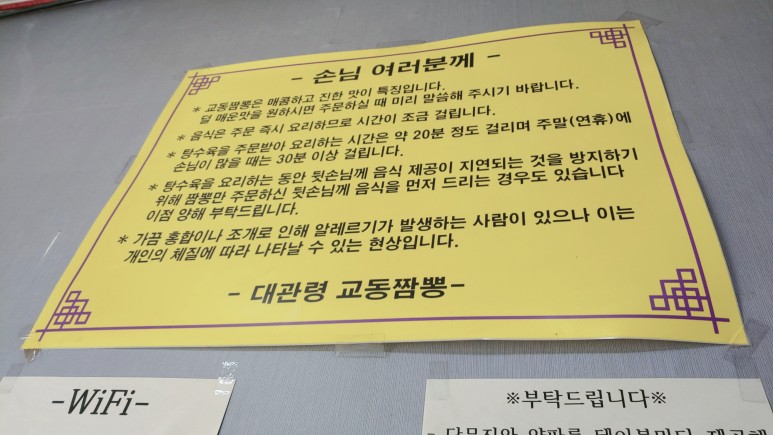 - 손님 여러분께 -
* 교동짬뽕은 매콤하고 진한 맛이 특징입니다.
덜 매운맛을 원하시면 주문하실 때 미리 말씀해 주시기 바랍니다.
* 음식은 주문 즉시 요리하므로 시간이 조금 걸립니다.
* 탕수육을 주문받아 요리하는 시간은 약 20분 정도 걸리며 주말(연휴)에
손님이 많을 때는 30분 이상 걸립니다.
* 탕수육을 요리하는 동안 뒷손님께 음식 제공이 지연되는 것을 방지하기
위해 짬뽕만 주문하신 뒷손님께 음식을 먼저 드리는 경우도 있습니다
이점 양해 부탁드립니다.
* 가끔 홍합이나 조개로 인해 알레르기가 발생하는 사람이 있으나 이는
개인의 체질에 따라 나타날 수 있는 현상입니다.
- 대관령 교동짬뽕-
-WiFi-
※부탁드립니다※
- 단무지와 양파를 테이블마다